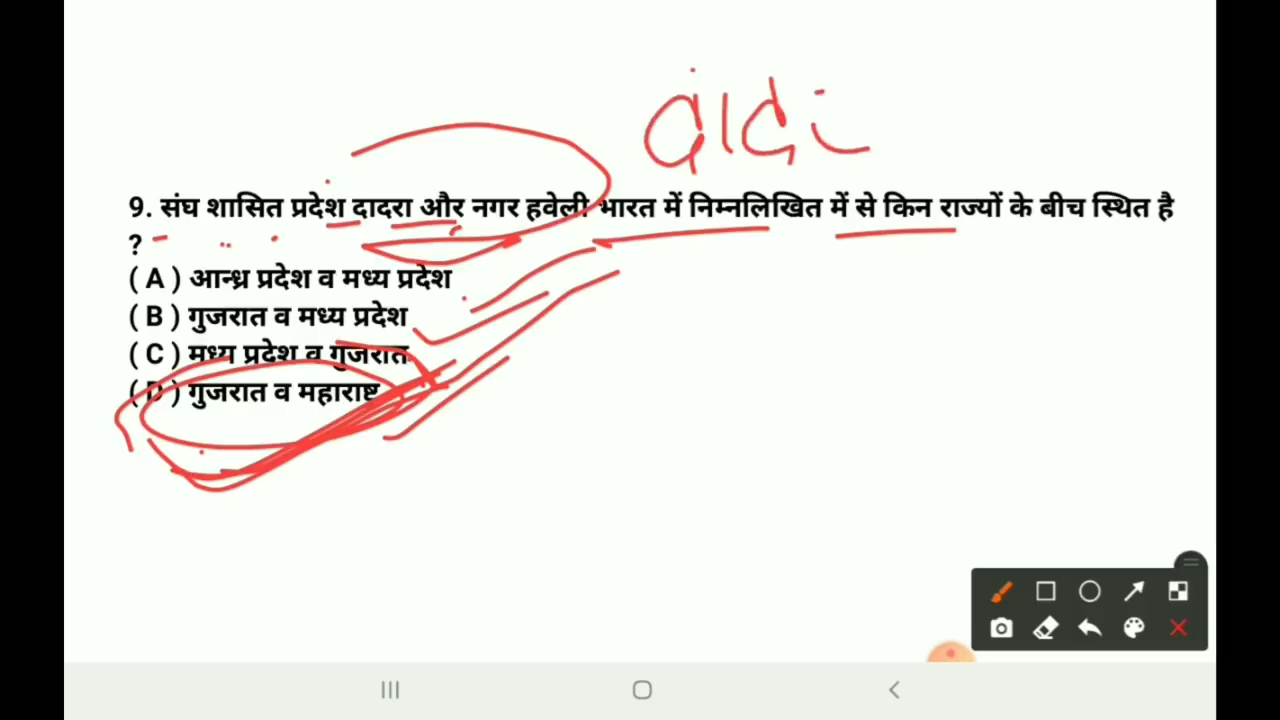 9. संघ शासित प्रदेश दादरा और नगर हवेली भारत में निम्नलिखित में से किन राज्यों के बीच स्थित है
?
( A ) आन्ध्र प्रदेश व मध्य प्रदेश
( B ) गुजरात व मध्य प्रदेश
( C ) मध्य प्रदेश व गुजरात
( D ) गुजरात व महाराष्ट्र